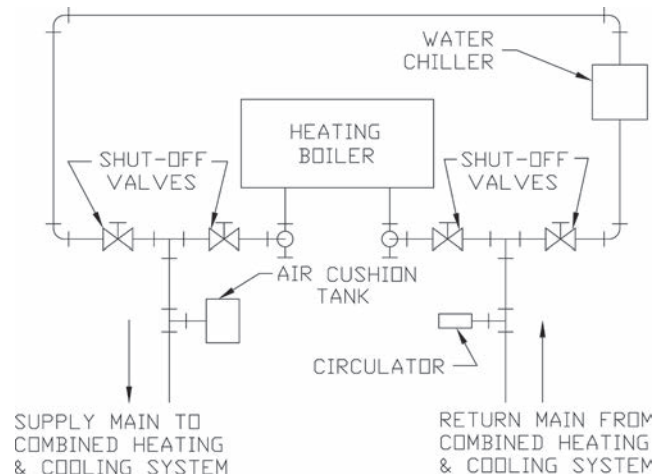 WATER
CHILLER
HEATING
BOILER
SHUT-OFF
VALVES
SHUT-OFF
VALVES
AIR CUSHION
TANK
CIRCULATOR
SUPPLY MAIN TO
COMBINED HEATING
& COOLING SYSTEM
RETURN MAIN FROM
COMBINED HEATING
& COOLING SYSTEM